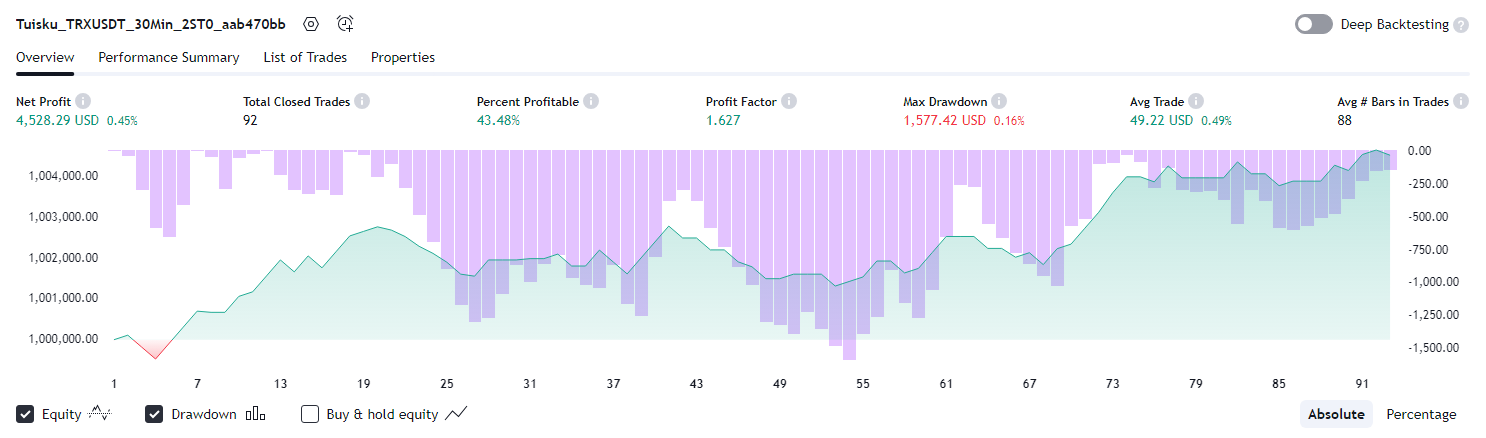 Tuisku_TRXUSDT_30Min_2ST0_aab470bb
Deep Backtesting ?
Overview Performance Summary List of Trades Properties
Net Profit i Total Closed Trades i Percent Profitable i Profit Factor i Max Drawdown i Avg Trade i Avg # Bars in Trades i
4,528.29 USD 0.45% 92 43.48% 1.627 1,577.42 USD 0.16% 49.22 USD 0.49% 88
1,004,000.00
1,003,000.00
1,002,000.00
1,001,000.00
1,000,000.00
0.00
-250.00
-500.00
-750.00
-1,000.00
-1,250.00
-1,500.00
1 7 13 19 25 31 37 43 49 55 61 67 73 79 85 91
Equity Drawdown Buy & hold equity Absolute Percentage